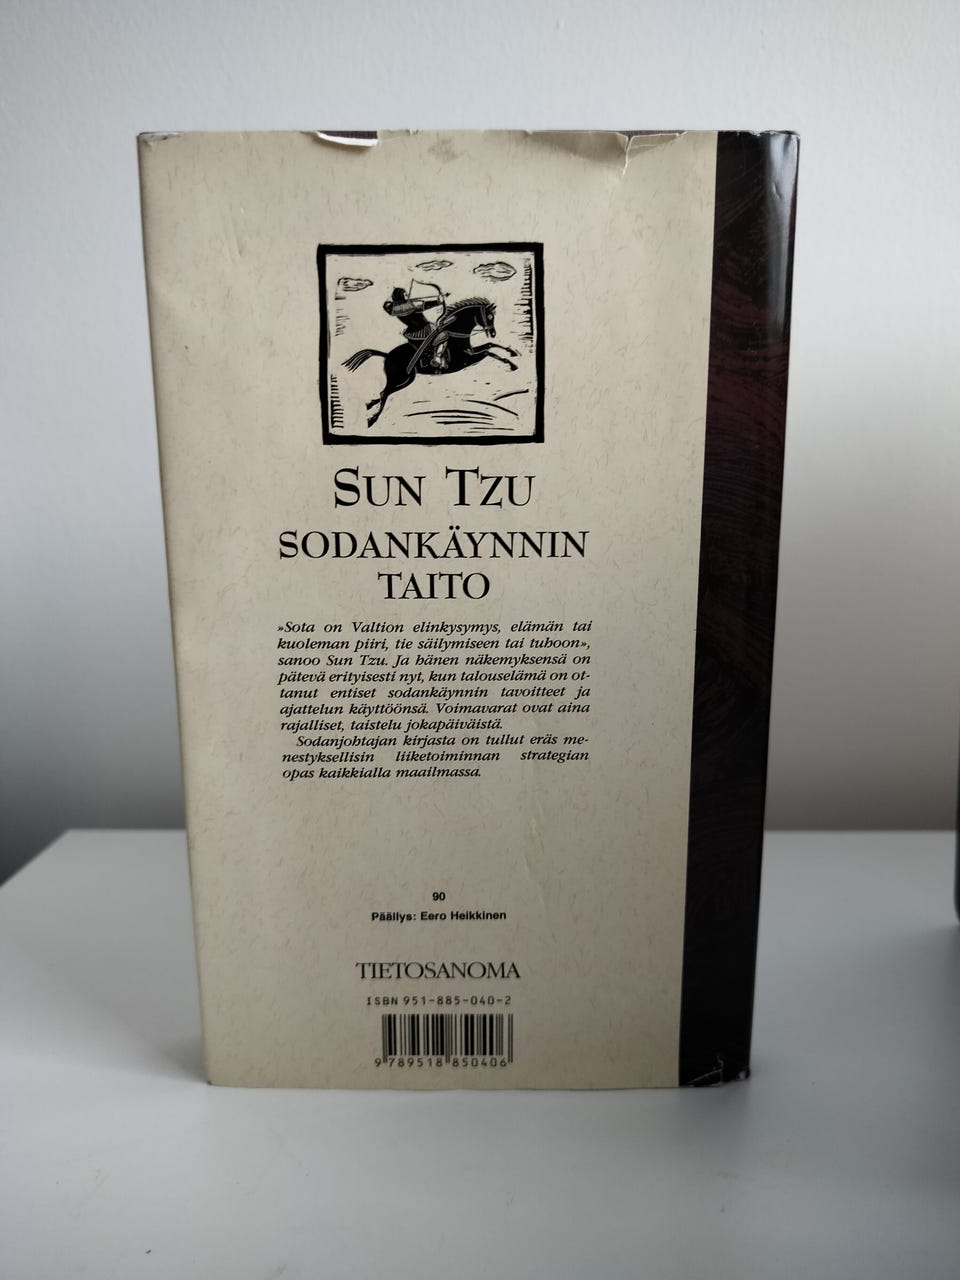 SUN TZU
SODANKÄYNNIN
TAITO
»Sota on Valtion elinkysymys, elämän tai
kuoleman piiri, tie säilymiseen tai tuhoon»,
sanoo Sun Tzu. Ja hänen näkemyksensä on
pätevä erityisesti nyt, kun talouselämä on ot-
tanut entiset sodankäynnin tavoitteet ja
ajattelun käyttöönsä. Voimavarat ovat aina
rajalliset, taistelu jokapäiväistä.
Sodanjohtajan kirjasta on tullut eräs me-
nestyksellisin liiketoiminnan strategian
opas kaikkialla maailmassa.
90
Päällys: Eero Heikkinen
TIETOSANOMA
ISBN 951-885-040-2
9 789518 850406